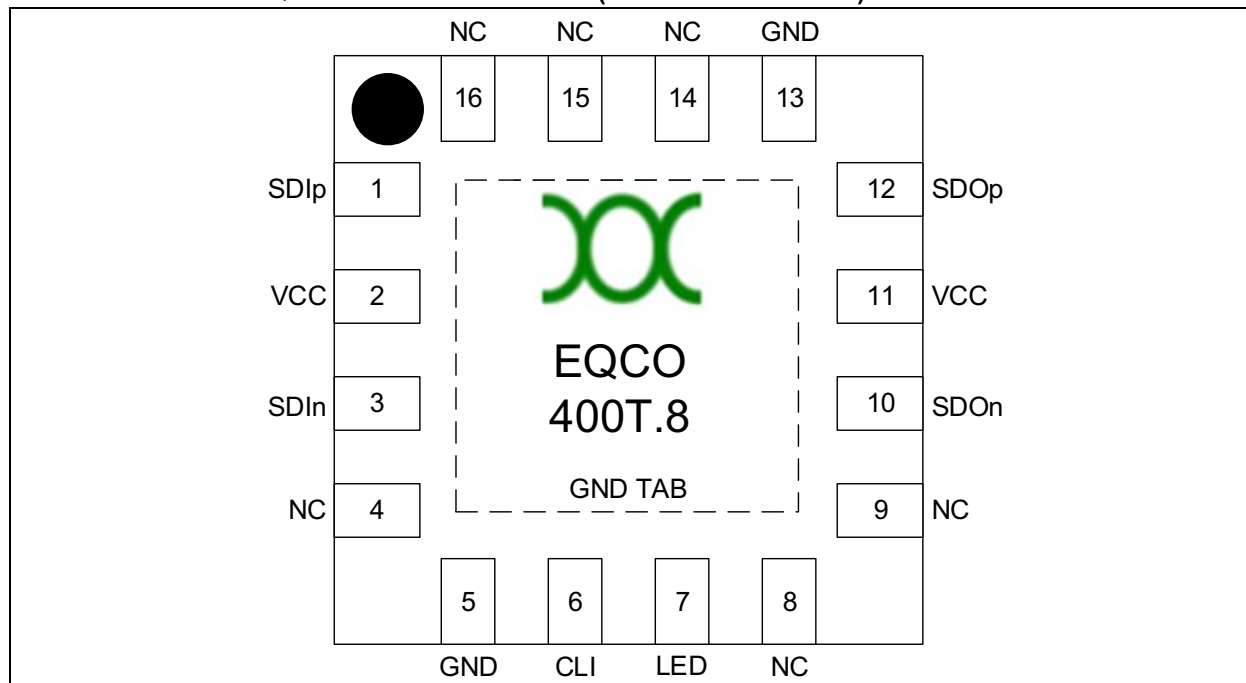 NC NC NC GND
16 15 14 13
SDIp 1 12 SDOp
VCC 2 11 VCC
EQCO
SDIn 3 400T.8 10 SDOn
GND TAB
NC 4 9 NC
5 6 7 8
GND CLI LED NC